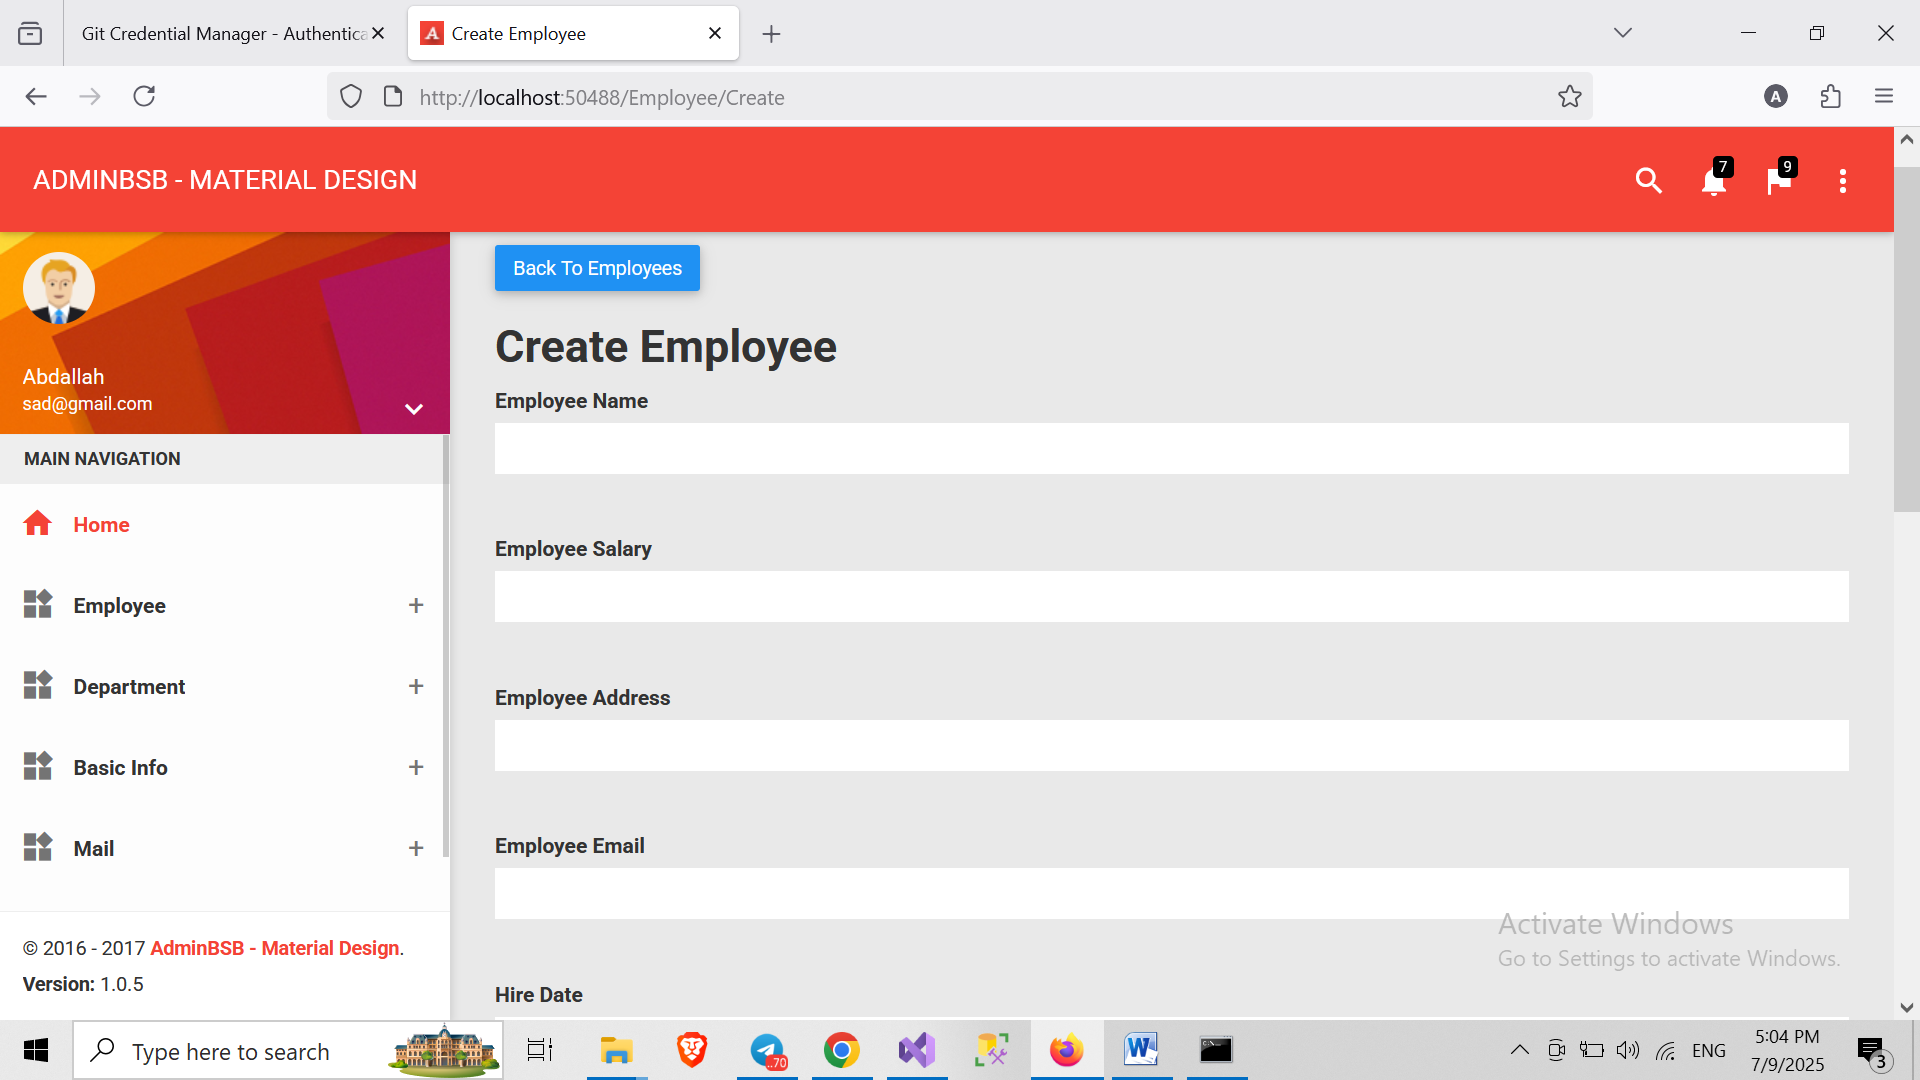 Git Credential Manager - Authentica
Create Employee
http://localhost:50488/Employee/Create
A
ADMINBSB - MATERIAL DESIGN
7
9
Abdallah
sad@gmail.com
MAIN NAVIGATION
Home
Employee
Department
Basic Info
Mail
© 2016 - 2017 AdminBSB - Material Design.
Version: 1.0.5
Back To Employees
Create Employee
Employee Name
Employee Salary
Employee Address
Employee Email
Hire Date
Activate Windows
Go to Settings to activate Windows.
Type here to search
..70
ENG
5:04 PM
7/9/2025
3